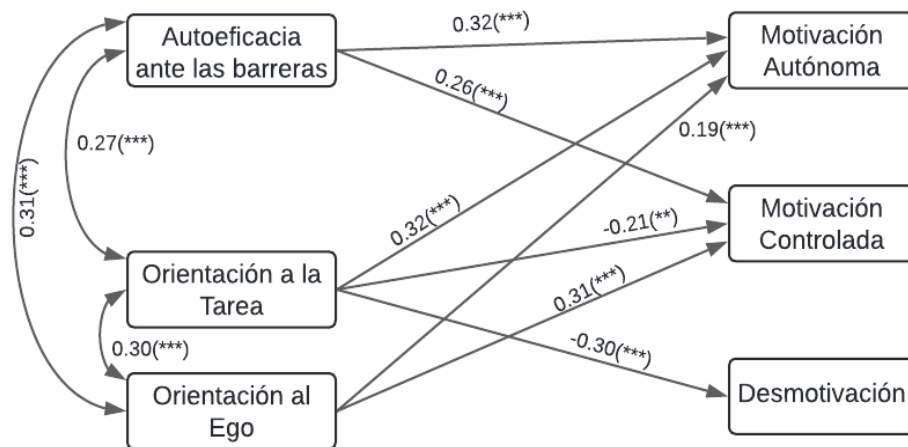 Autoeficacia
ante las barreras
0.32(***)
Motivación
Autónoma
0.26(***)
0.19(***)
0.27(***)
0.31(***)
0.32(***)
-0.21(**)
Motivación
Controlada
Orientación a la
Tarea
0.31(***)
0.30(***)
-0.30(***)
Orientación al
Ego
Desmotivación